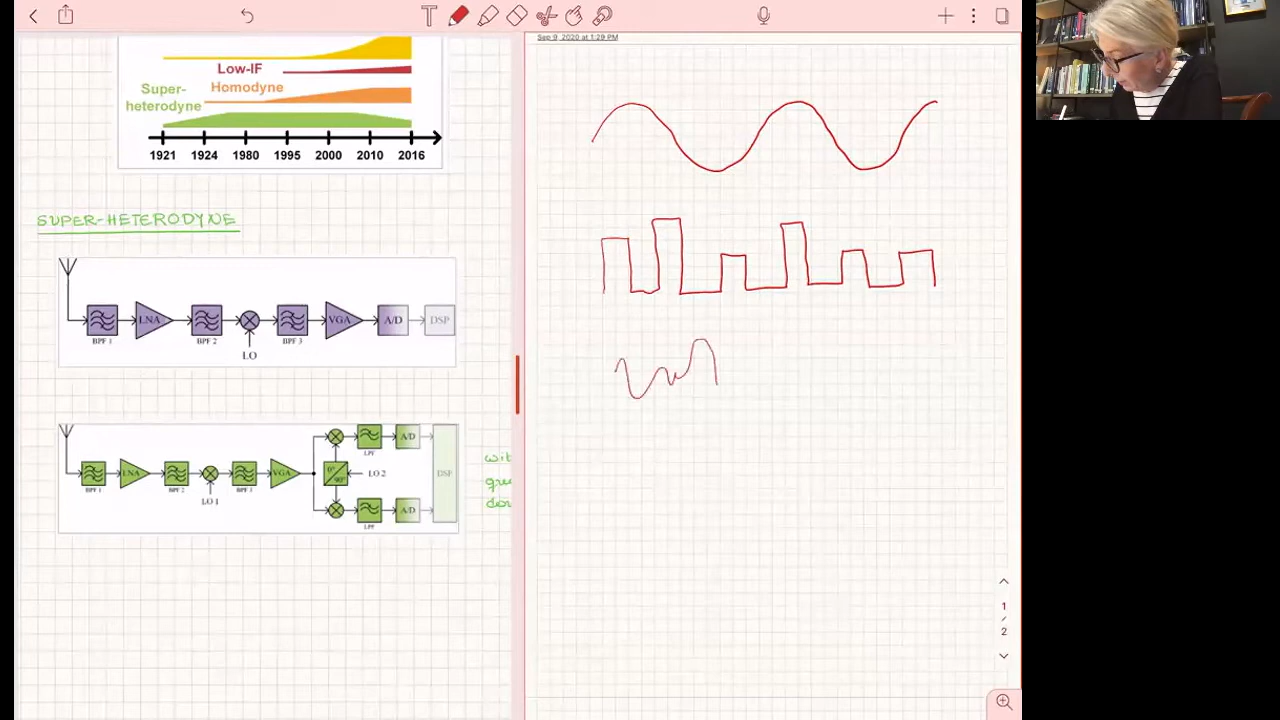 Sep 9, 2020 at 1:29 PM
Low-IF
Homodyne
Super-
heterodyne
1921 1924 1980 1995 2000 2010 2016
SUPER-HETERODYNE
BPF 1 LNA BPF 2 LO BPF 3 VGA A/D DSP
BPF 1 LNA BPF 2 LO 1 BPF 3 VGA 0° 90° LO 2 LPF A/D LPF A/D DSP
1
/
2